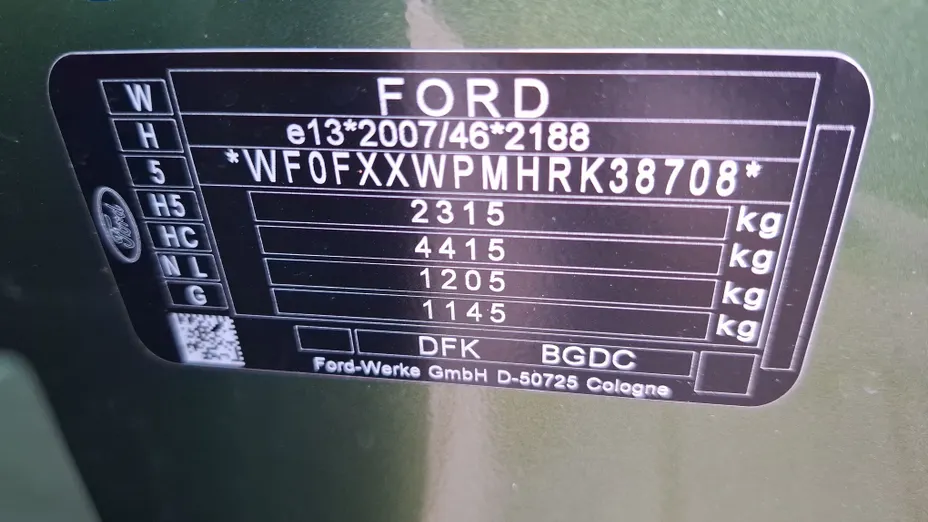 W
H
5
H5
HC
N L
G
Ford
FORD
e13*2007/46*2188
*WF0FXXWPMHRK38708*
2315 kg
4415 kg
1205 kg
1145 kg
DFK BGDC
Ford-Werke GmbH D-50725 Cologne